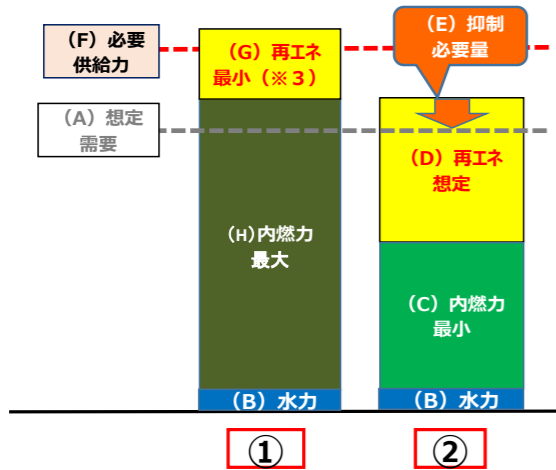 （F）必要
供給力
（A）想定
需要
（G）再エネ
最小（※３）
（H）内燃力
最大
（B）水力
（E）抑制
必要量
（D）再エネ
想定
（C）内燃力
最小
（B）水力
①
②